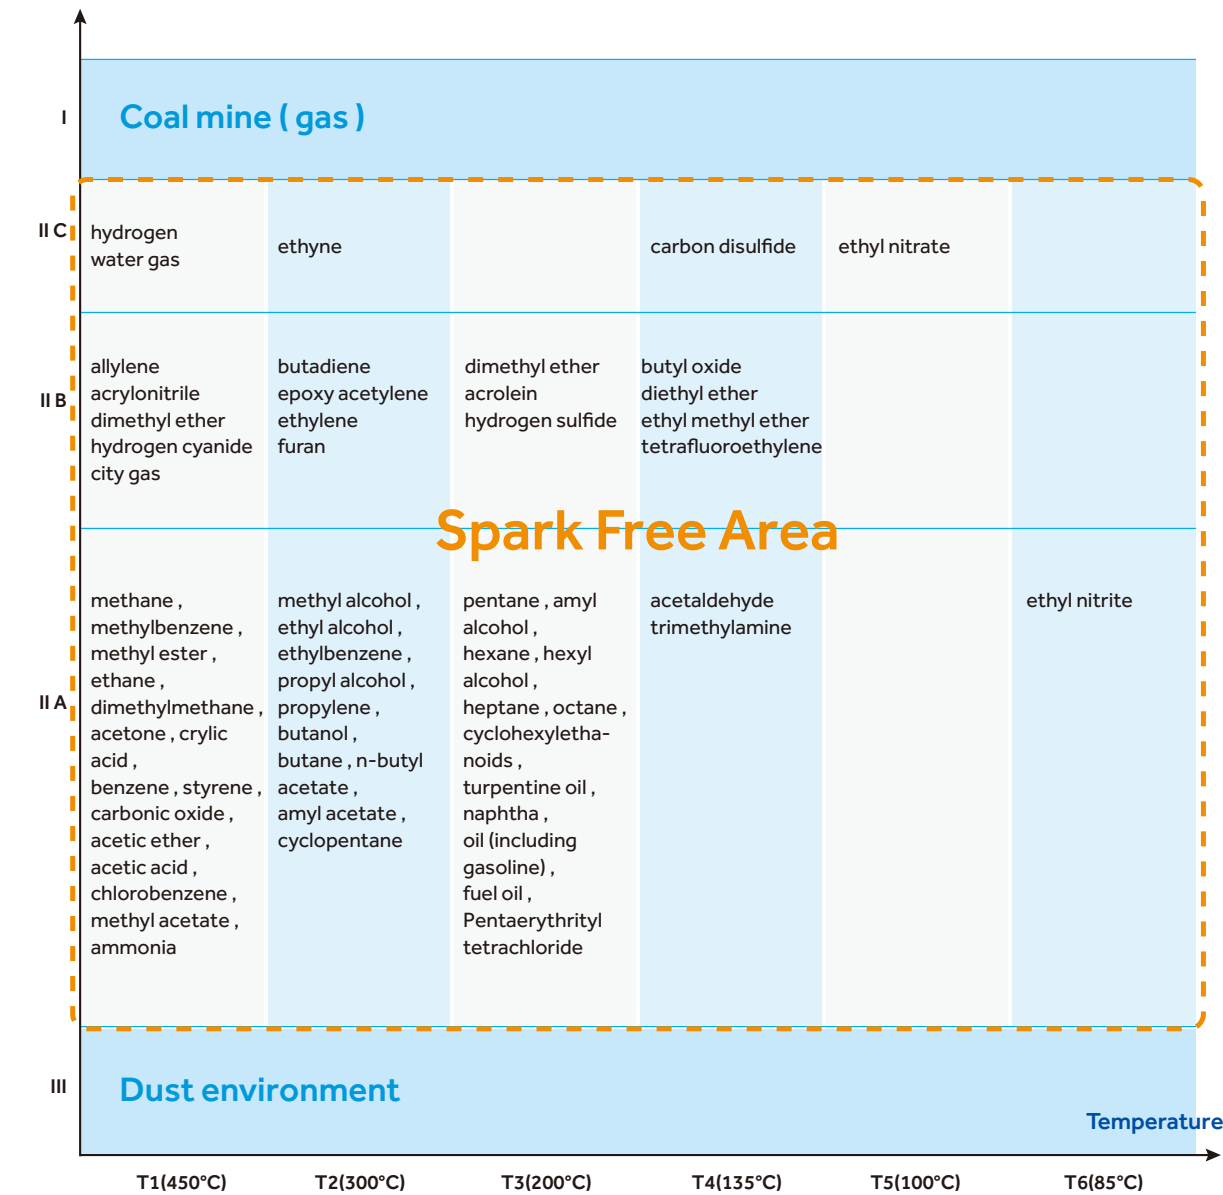 I
Coal mine ( gas )
II C
hydrogen
water gas
ethyne
carbon disulfide
ethyl nitrate
II B
allylene
acrylonitrile
dimethyl ether
hydrogen cyanide
city gas
butadiene
epoxy acetylene
ethylene
furan
dimethyl ether
acrolein
hydrogen sulfide
butyl oxide
diethyl ether
ethyl methyl ether
tetrafluoroethylene
Spark Free Area
II A
methane ,
methylbenzene ,
methyl ester ,
ethane ,
dimethylmethane ,
acetone , crylic
acid ,
benzene , styrene ,
carbonic oxide ,
acetic ether ,
acetic acid ,
chlorobenzene ,
methyl acetate ,
ammonia
methyl alcohol ,
ethyl alcohol ,
ethylbenzene ,
propyl alcohol ,
propylene ,
butanol ,
butane , n-butyl
acetate ,
amyl acetate ,
cyclopentane
pentane , amyl
alcohol ,
hexane , hexyl
alcohol ,
heptane , octane ,
cyclohexyletha-
noids ,
turpentine oil ,
naphtha ,
oil (including
gasoline) ,
fuel oil ,
Pentaerythrityl
tetrachloride
acetaldehyde
trimethylamine
ethyl nitrite
III
Dust environment
Temperature
T1(450°C)
T2(300°C)
T3(200°C)
T4(135°C)
T5(100°C)
T6(85°C)